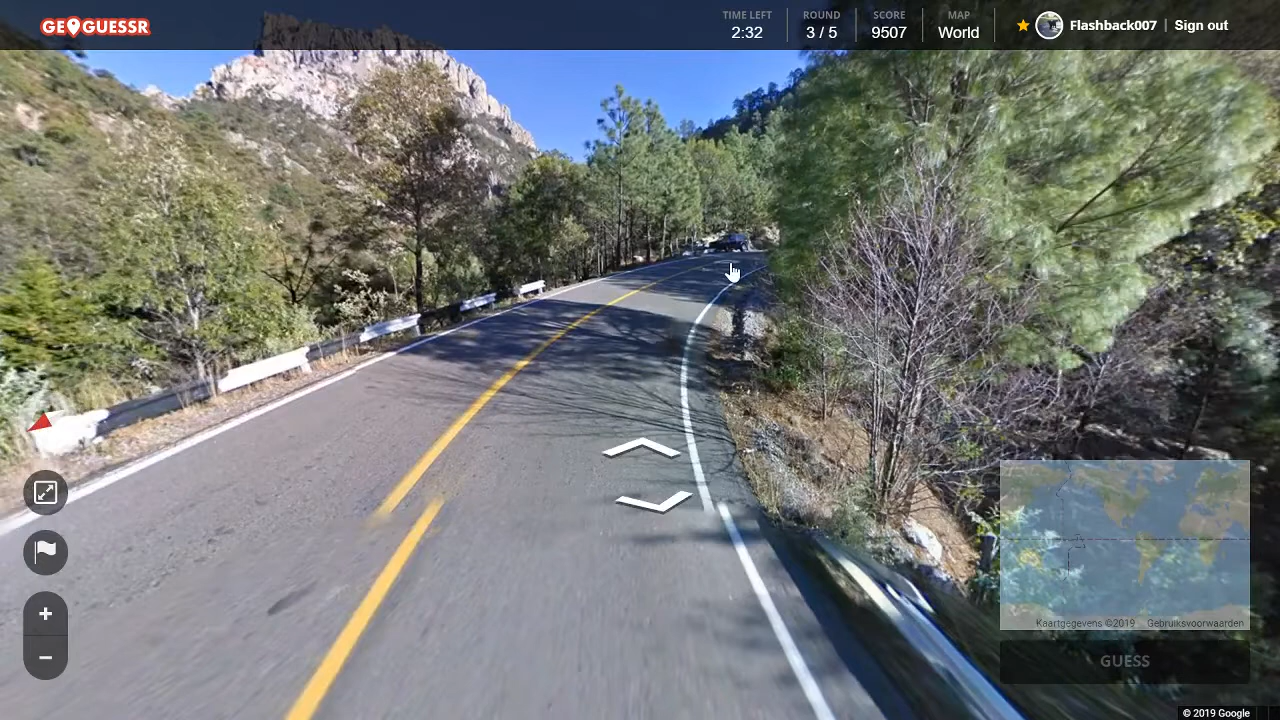 GEOGUESSR
TIME LEFT
2:32
ROUND
3 / 5
SCORE
9507
MAP
World
Flashback007 | Sign out
Kaartgegevens ©2019 Gebruiksvoorwaarden
GUESS
© 2019 Google